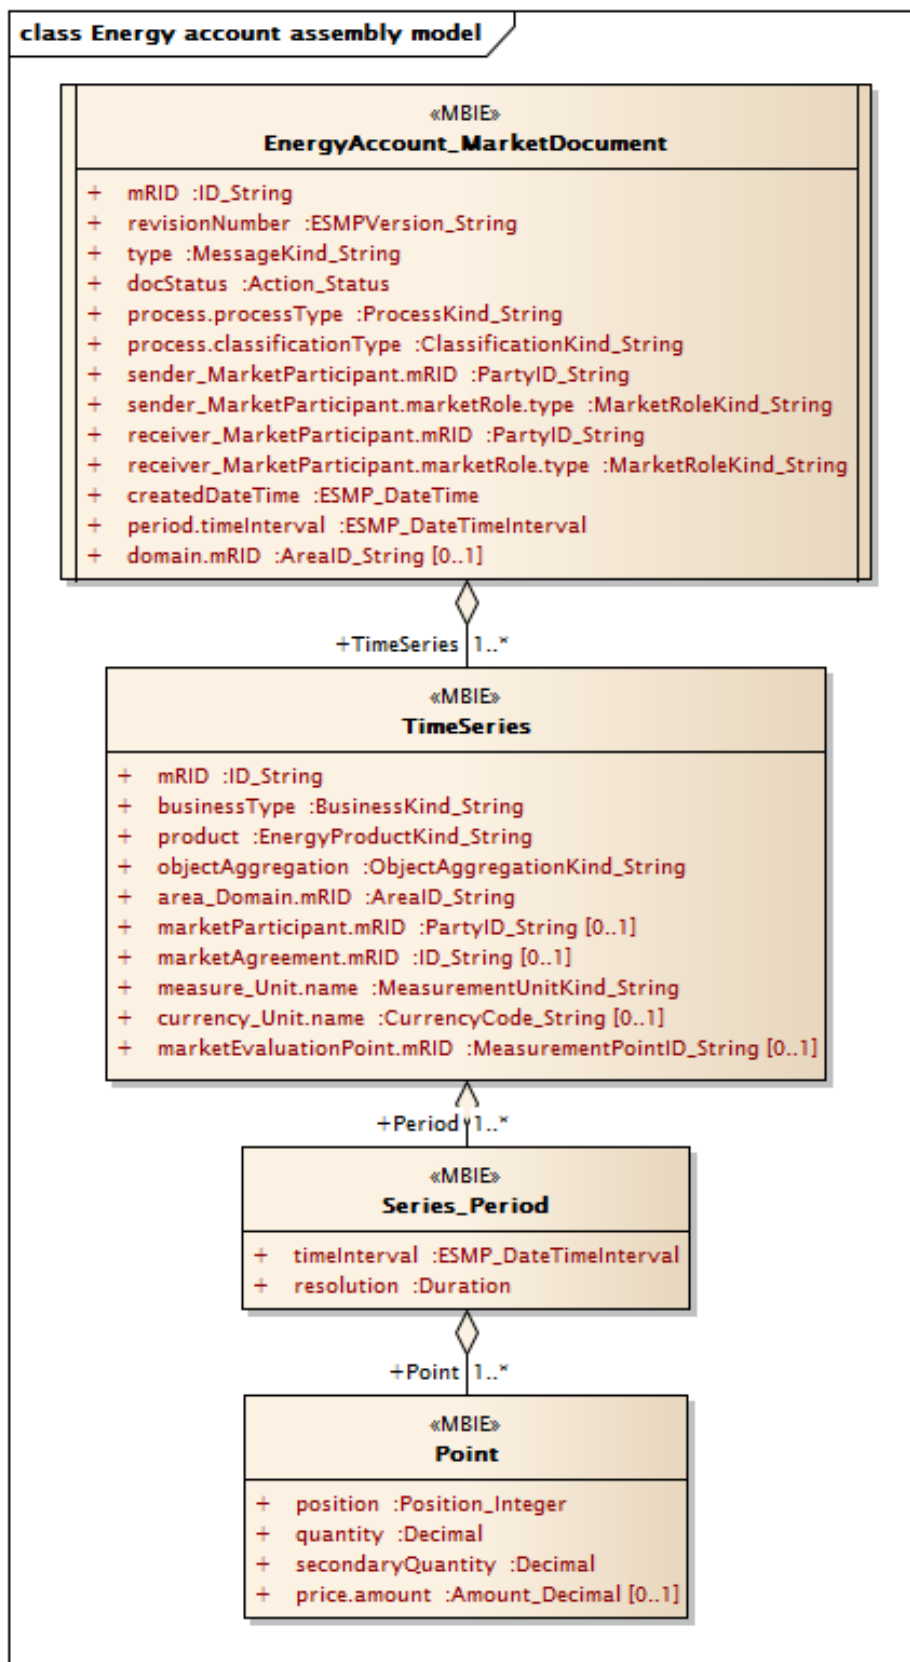 class Energy account assembly model
«MBIE»
EnergyAccount_MarketDocument
+ mRID :ID_String
+ revisionNumber :ESMPVersion_String
+ type :MessageKind_String
+ docStatus :Action_Status
+ process.processType :ProcessKind_String
+ process.classificationType :ClassificationKind_String
+ sender_MarketParticipant.mRID :PartyID_String
+ sender_MarketParticipant.marketRole.type :MarketRoleKind_String
+ receiver_MarketParticipant.mRID :PartyID_String
+ receiver_MarketParticipant.marketRole.type :MarketRoleKind_String
+ createdDateTime :ESMP_DateTime
+ period.timeInterval :ESMP_DateTimeInterval
+ domain.mRID :AreaID_String [0..1]
+TimeSeries 1..*
«MBIE»
TimeSeries
+ mRID :ID_String
+ businessType :BusinessKind_String
+ product :EnergyProductKind_String
+ objectAggregation :ObjectAggregationKind_String
+ area_Domain.mRID :AreaID_String
+ marketParticipant.mRID :PartyID_String [0..1]
+ marketAgreement.mRID :ID_String [0..1]
+ measure_Unit.name :MeasurementUnitKind_String
+ currency_Unit.name :CurrencyCode_String [0..1]
+ marketEvaluationPoint.mRID :MeasurementPointID_String [0..1]
+Period 1..*
«MBIE»
Series_Period
+ timeInterval :ESMP_DateTimeInterval
+ resolution :Duration
+Point 1..*
«MBIE»
Point
+ position :Position_Integer
+ quantity :Decimal
+ secondaryQuantity :Decimal
+ price.amount :Amount_Decimal [0..1]